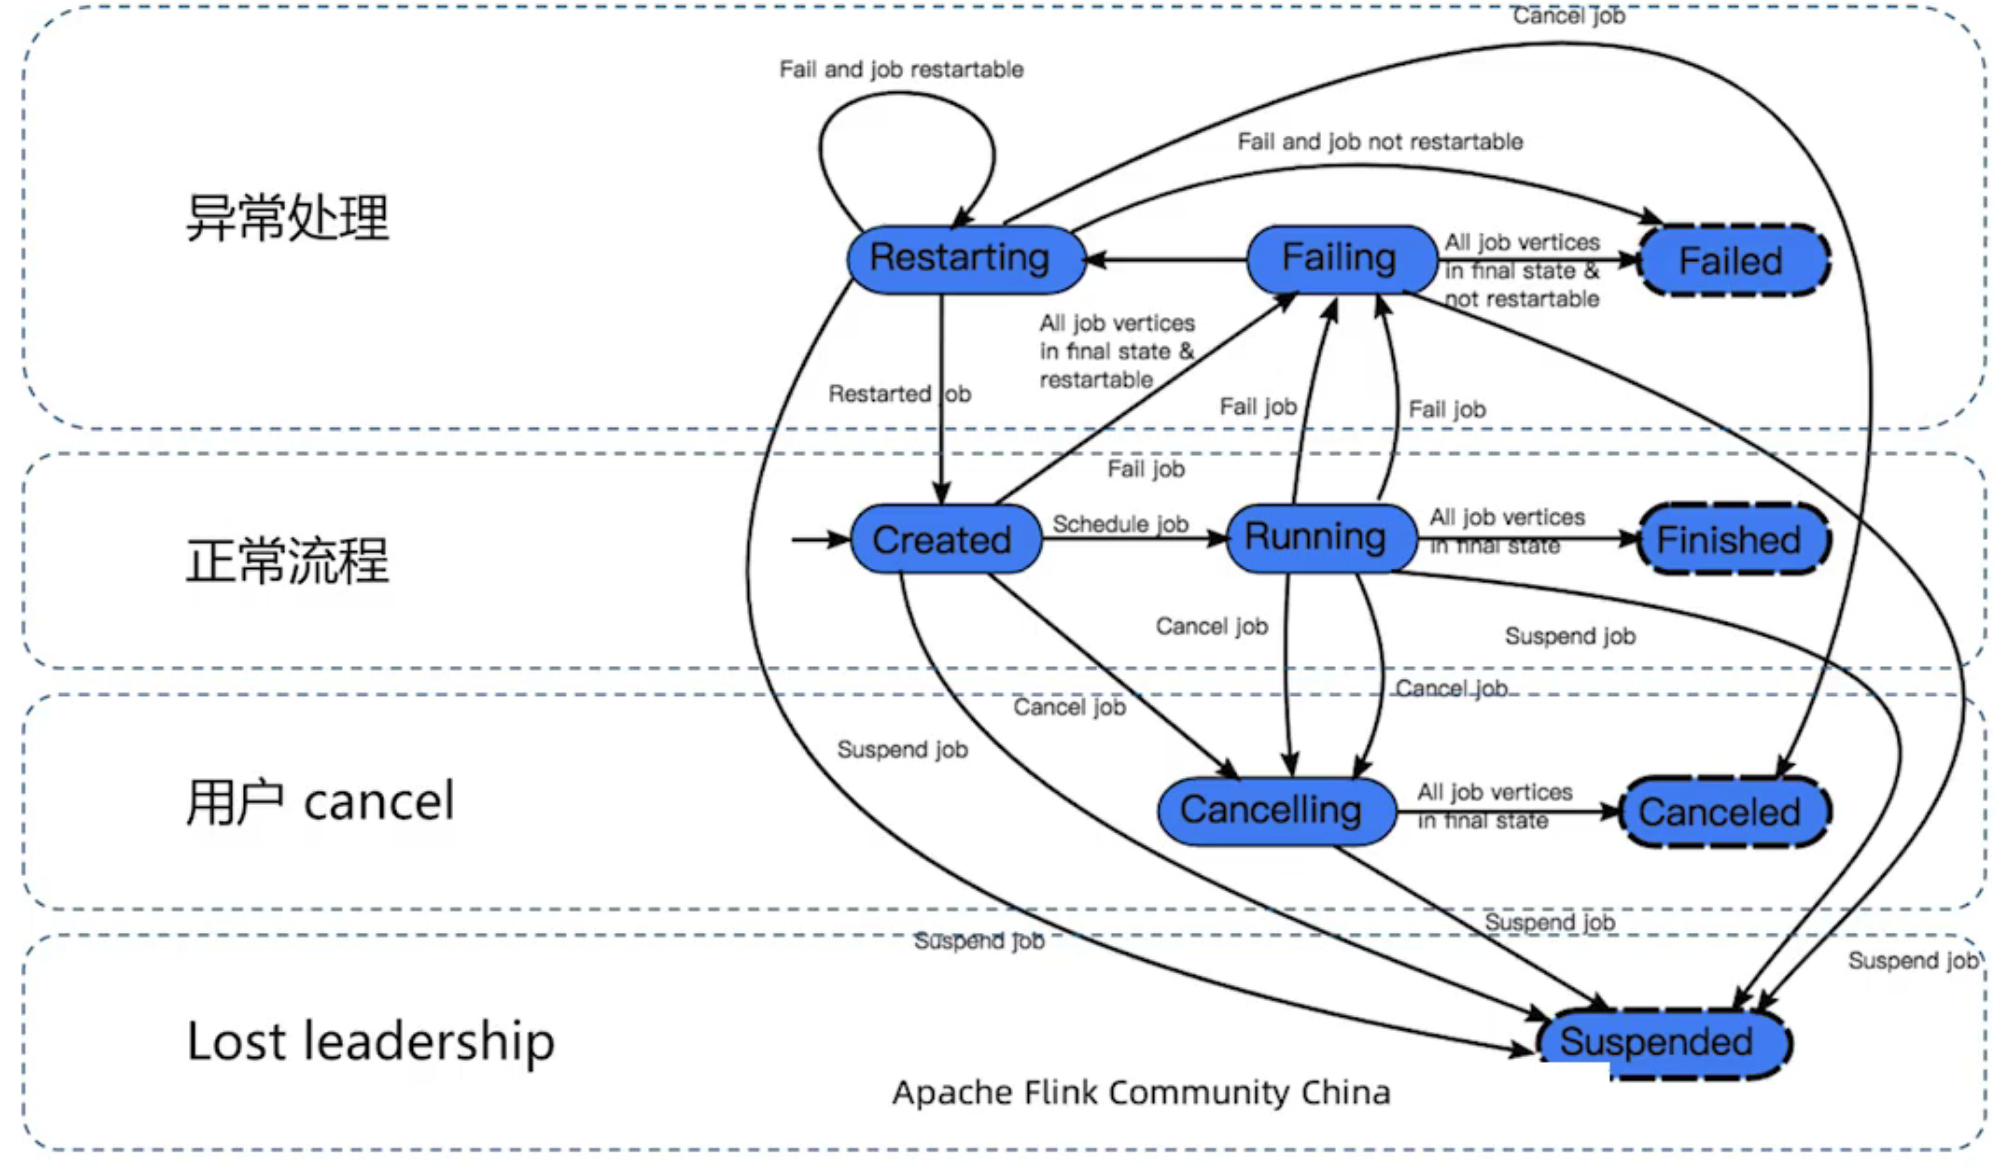 Cancel job
Fail and job restartable
Fail and job not restartable
异常处理
Restarting
Failing
All job vertices
in final state &
not restartable
Failed
All job vertices
in final state &
restartable
Restarted job
Fail job
Fail job
Fail job
正常流程
Created
Schedule job
Running
All job vertices
in final state
Finished
Cancel job
Suspend job
Cancel job
Cancel job
Suspend job
用户 cancel
Cancelling
All job vertices
in final state
Canceled
Suspend job
Suspend job
Suspend job
Lost leadership
Suspended
Apache Flink Community China